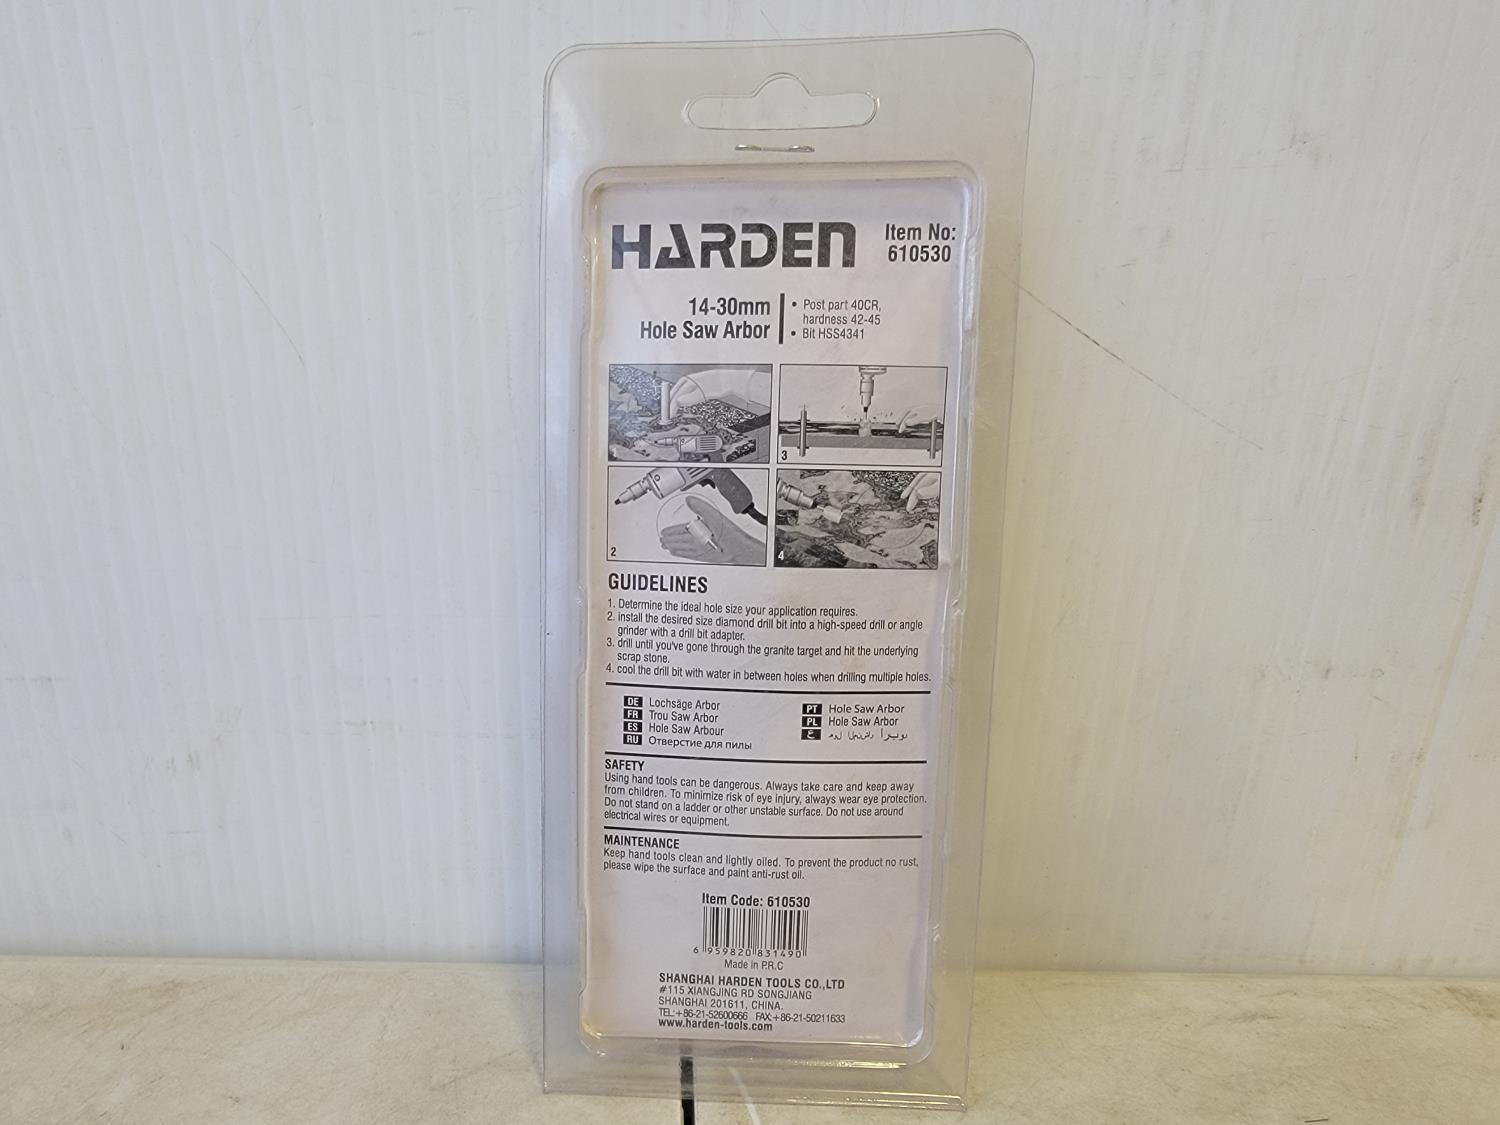 HARDEN
Item No:
610530
14-30mm
Hole Saw Arbor
• Post part 40CR,
hardness 42-45
• Bit HSS4341
3
2
4
GUIDELINES
1. Determine the ideal hole size your application requires.
2. install the desired size diamond drill bit into a high-speed drill or angle
grinder with a drill bit adapter.
3. drill until you've gone through the granite target and hit the underlying
scrap stone.
4. cool the drill bit with water in between holes when drilling multiple holes.
DE Lochsäge Arbor
FR Trou Saw Arbor
ES Hole Saw Arbour
RU Отверстие для пилы
PT Hole Saw Arbor
PL Hole Saw Arbor
ع
SAFETY
Using hand tools can be dangerous. Always take care and keep away
from children. To minimize risk of eye injury, always wear eye protection.
Do not stand on a ladder or other unstable surface. Do not use around
electrical wires or equipment.
MAINTENANCE
Keep hand tools clean and lightly oiled. To prevent the product no rust,
please wipe the surface and paint anti-rust oil.
Item Code: 610530
6 959820 831490
Made in P.R.C
SHANGHAI HARDEN TOOLS CO.,LTD
#115 XIANGJING RD SONGJIANG
SHANGHAI 201611, CHINA.
TEL:+86-21-52600666 FAX:+86-21-50211633
www.harden-tools.com